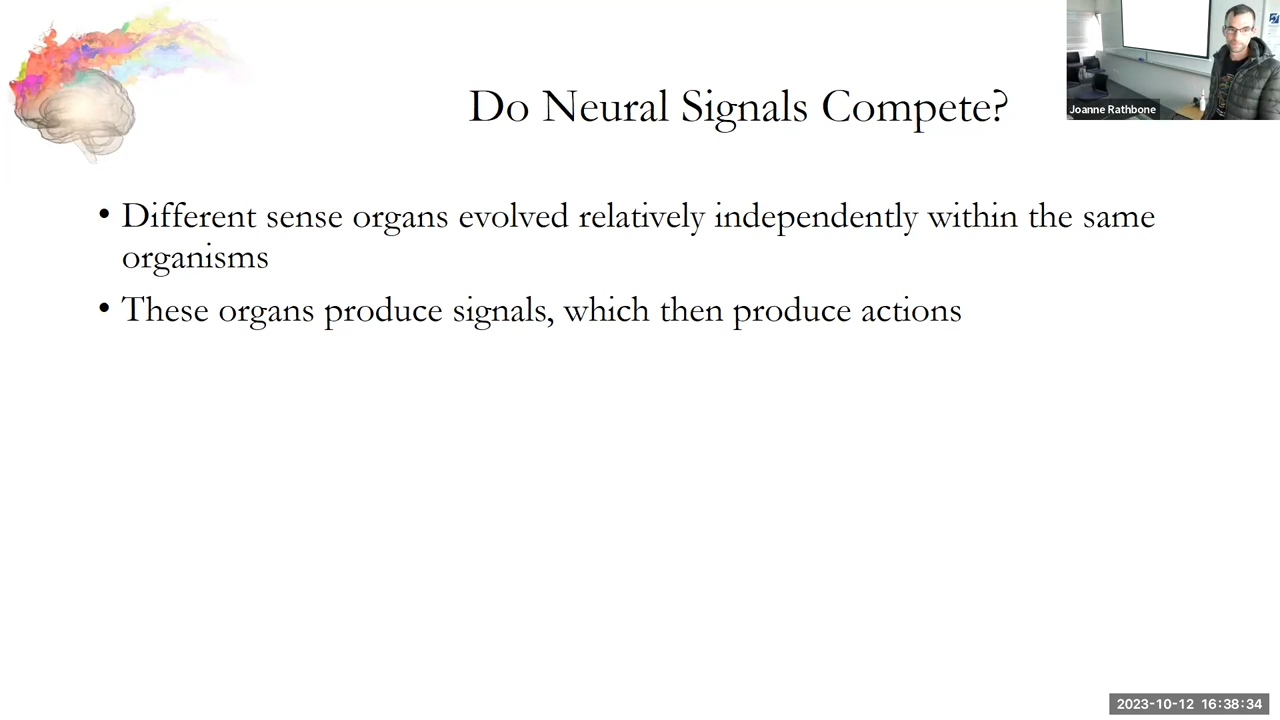 Do Neural Signals Compete?
Joanne Rathbone
• Different sense organs evolved relatively independently within the same
organisms
• These organs produce signals, which then produce actions
2023-10-12 16:38:34